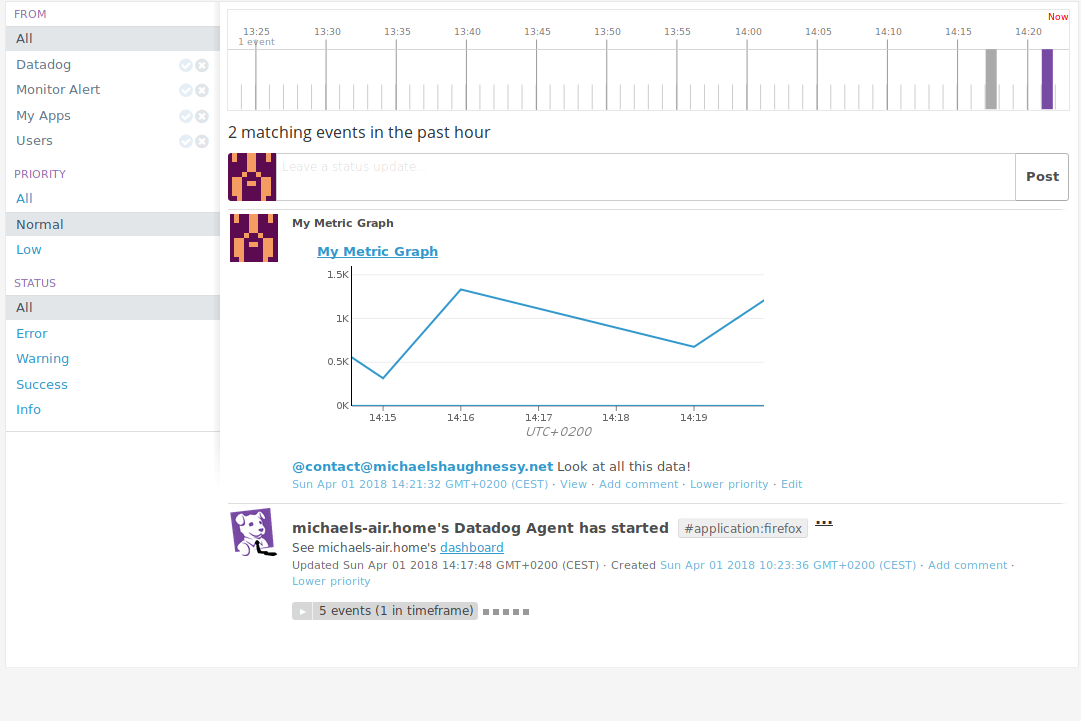 FROM
All
Datadog
Monitor Alert
My Apps
Users
PRIORITY
All
Normal
Low
STATUS
All
Error
Warning
Success
Info
Now
13:25 13:30 13:35 13:40 13:45 13:50 13:55 14:00 14:05 14:10 14:15 14:20
1 event
2 matching events in the past hour
Leave a status update
Post
My Metric Graph
My Metric Graph
1.5K
1K
0.5K
0K
14:15 14:16 14:17 14:18 14:19
UTC+0200
@contact@michaelshaughnessy.net Look at all this data!
Sun Apr 01 2018 14:21:32 GMT+0200 (CEST) · View · Add comment · Lower priority · Edit
michaels-air.home's Datadog Agent has started #application:firefox ...
See michaels-air.home's dashboard
Updated Sun Apr 01 2018 14:17:48 GMT+0200 (CEST) · Created Sun Apr 01 2018 10:23:36 GMT+0200 (CEST) · Add comment ·
Lower priority
5 events (1 in timeframe)